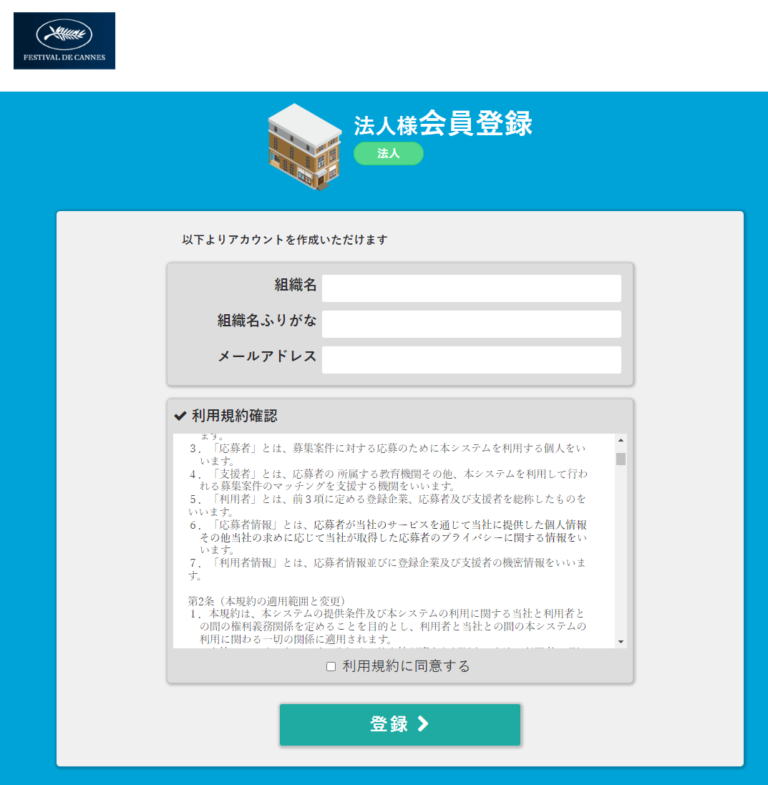 FESTIVAL DE CANNES
法人様会員登録
法人
以下よりアカウントを作成いただけます
組織名
組織名ふりがな
メールアドレス
利用規約確認
ます。
3．「応募者」とは、募集案件に対する応募のために本システムを利用する個人をい
います。
4．「支援者」とは、応募者の 所属する教育機関その他、本システムを利用して行わ
れる募集案件のマッチングを支援する機関をいいます。
5．「利用者」とは、前３項に定める登録企業、応募者及び支援者を総称したものを
いいます。
6．「応募者情報」とは、応募者が当社のサービスを通じて当社に提供した個人情報
その他当社の求めに応じて当社が取得した応募者のプライバシーに関する情報をい
います。
7．「利用者情報」とは、応募者情報並びに登録企業及び支援者の機密情報をいいま
す。
第2条（本規約の適用範囲と変更）
1．本規約は、本システムの提供条件及び本システムの利用に関する当社と利用者と
の間の権利義務関係を定めることを目的とし、利用者と当社との間の本システムの
利用に関わる一切の関係に適用されます。
利用規約に同意する
登録